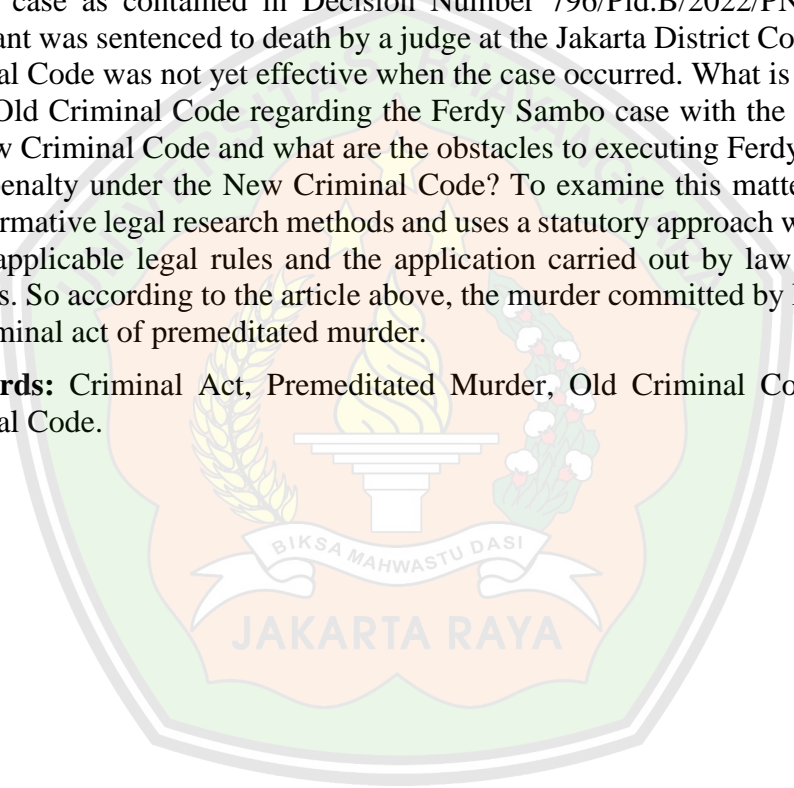 case as contained in Decision Number 796/Pid.B/2022/PN
ant was sentenced to death by a judge at the Jakarta District Co
al Code was not yet effective when the case occurred. What is
Old Criminal Code regarding the Ferdy Sambo case with the
w Criminal Code and what are the obstacles to executing Ferdy
enalty under the New Criminal Code? To examine this matte
rmative legal research methods and uses a statutory approach w
applicable legal rules and the application carried out by law
s. So according to the article above, the murder committed by
minal act of premeditated murder.
rds: Criminal Act, Premeditated Murder, Old Criminal Co
al Code.
UNIVERSITAS BHAYANGKARA
BIKSA MAHWASTU DASI
JAKARTA RAYA